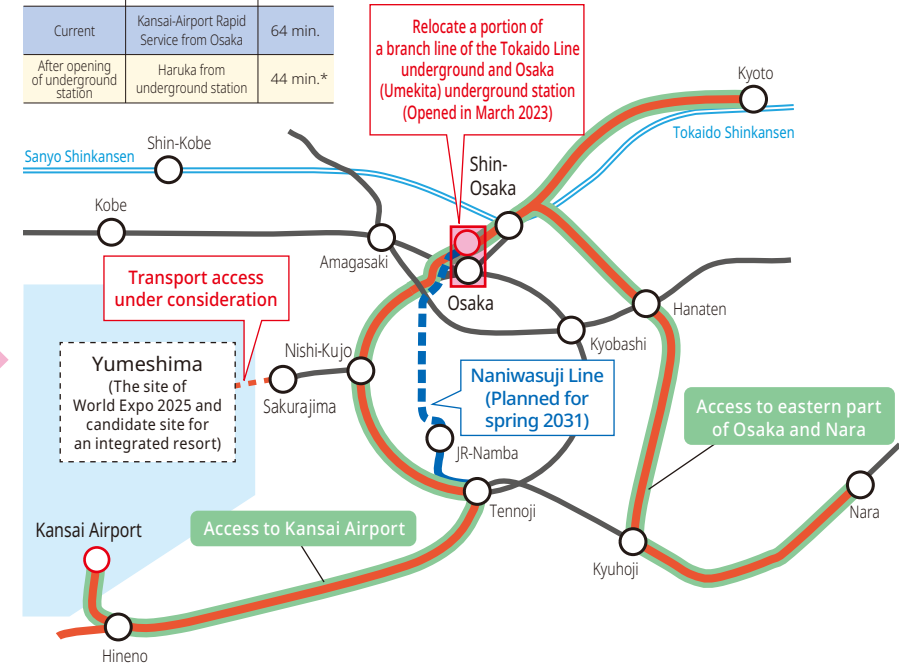 Current
Kansai-Airport Rapid
Service from Osaka
64 min.
After opening
of underground
station
Haruka from
underground station
44 min.*
Relocate a portion of
a branch line of the Tokaido Line
underground and Osaka
(Umekita) underground station
(Opened in March 2023)
Kyoto
Tokaido Shinkansen
Sanyo Shinkansen
Shin-Kobe
Shin-
Osaka
Kobe
Amagasaki
Osaka
Hanaten
Kyobashi
Transport access
under consideration
Nishi-Kujo
Yumeshima
(The site of
World Expo 2025 and
candidate site for
an integrated resort)
Sakurajima
Naniwasuji Line
(Planned for
spring 2031)
Access to eastern part
of Osaka and Nara
JR-Namba
Tennoji
Nara
Kansai Airport
Access to Kansai Airport
Kyuhoji
Hineno